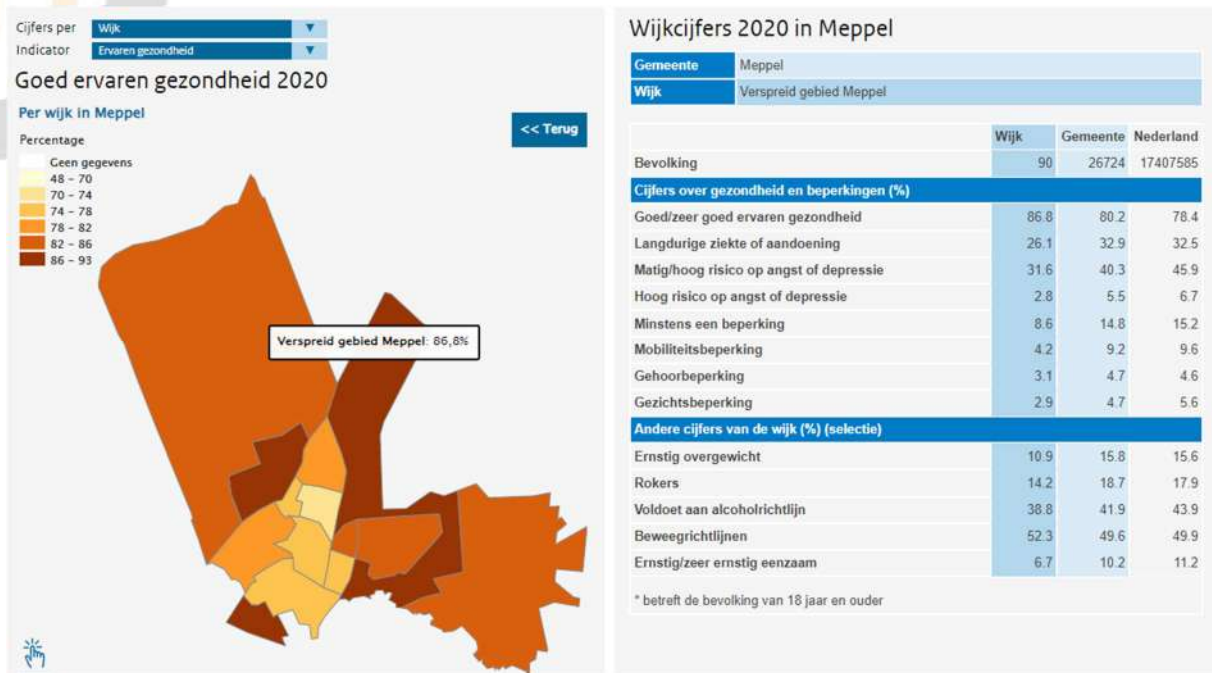 Cijfers per Wijk
Indicator Ervaren gezondheid
Goed ervaren gezondheid 2020
Per wijk in Meppel
<< Terug
Percentage
Geen gegevens
48 - 70
70 - 74
74 - 78
78 - 82
82 - 86
86 - 93
Verspreid gebied Meppel: 86,8%
Wijkcijfers 2020 in Meppel
Gemeente Meppel
Wijk Verspreid gebied Meppel
Wijk Gemeente Nederland
Bevolking 90 26724 17407585
Cijfers over gezondheid en beperkingen (%)
Goed/zeer goed ervaren gezondheid 86.8 80.2 78.4
Langdurige ziekte of aandoening 26.1 32.9 32.5
Matig/hoog risico op angst of depressie 31.6 40.3 45.9
Hoog risico op angst of depressie 2.8 5.5 6.7
Minstens een beperking 8.6 14.8 15.2
Mobiliteitsbeperking 4.2 9.2 9.6
Gehoorbeperking 3.1 4.7 4.6
Gezichtsbeperking 2.9 4.7 5.6
Andere cijfers van de wijk (%) (selectie)
Ernstig overgewicht 10.9 15.8 15.6
Rokers 14.2 18.7 17.9
Voldoet aan alcoholrichtlijn 38.8 41.9 43.9
Beweegrichtlijnen 52.3 49.6 49.9
Ernstig/zeer ernstig eenzaam 6.7 10.2 11.2
* betreft de bevolking van 18 jaar en ouder